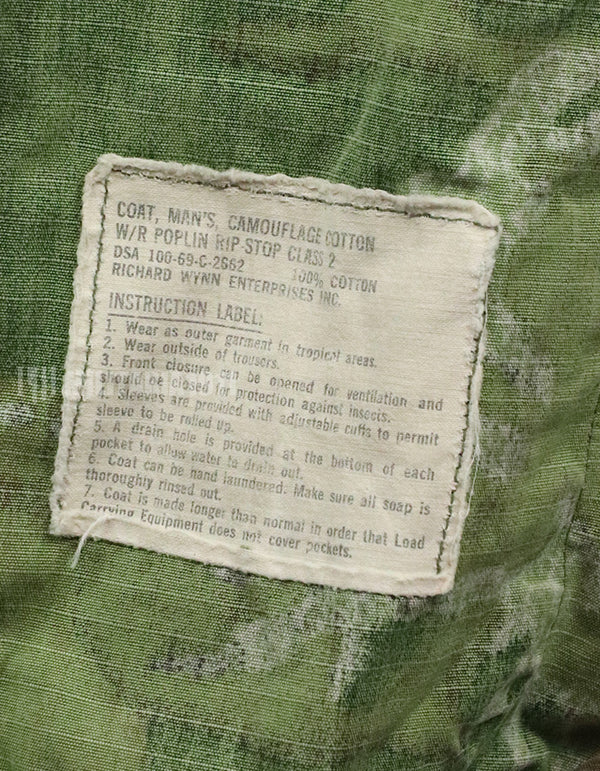 COAT, MAN'S, CAMOUFLAGE COTTON
W/R POPLIN RIP-STOP CLASS 2
DSA 100-69-C-2662 100% COTTON
RICHARD WYNN ENTERPRISES INC.
INSTRUCTION LABEL:
1. Wear as outer garment in tropical areas.
2. Wear outside of trousers.
3. Front closure can be opened for ventilation and
should be closed for protection against insects.
4. Sleeves are provided with adjustable cuffs to permit
sleeve to be rolled up.
5. A drain hole is provided at the bottom of each
pocket to allow water to drain out.
6. Coat can be hand laundered. Make sure all soap is
thoroughly rinsed out.
7. Coat is made longer than normal in order that Load
Carrying Equipment does not cover pockets.